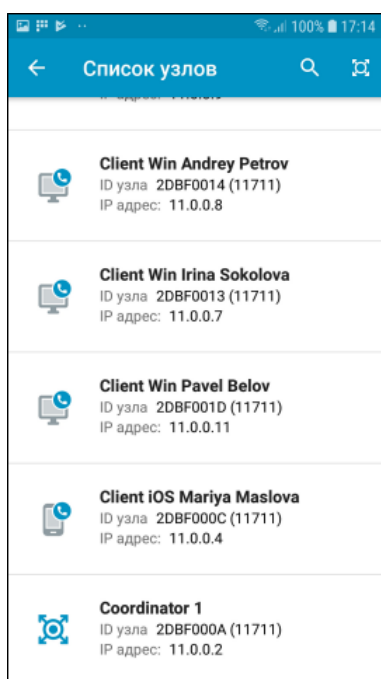 100% 17:14
Список узлов
Client Win Andrey Petrov
ID узла 2DBF0014 (11711)
IP адрес: 11.0.0.8
Client Win Irina Sokolova
ID узла 2DBF0013 (11711)
IP адрес: 11.0.0.7
Client Win Pavel Belov
ID узла 2DBF001D (11711)
IP адрес: 11.0.0.11
Client iOS Mariya Maslova
ID узла 2DBF000C (11711)
IP адрес: 11.0.0.4
Coordinator 1
ID узла 2DBF000A (11711)
IP адрес: 11.0.0.2